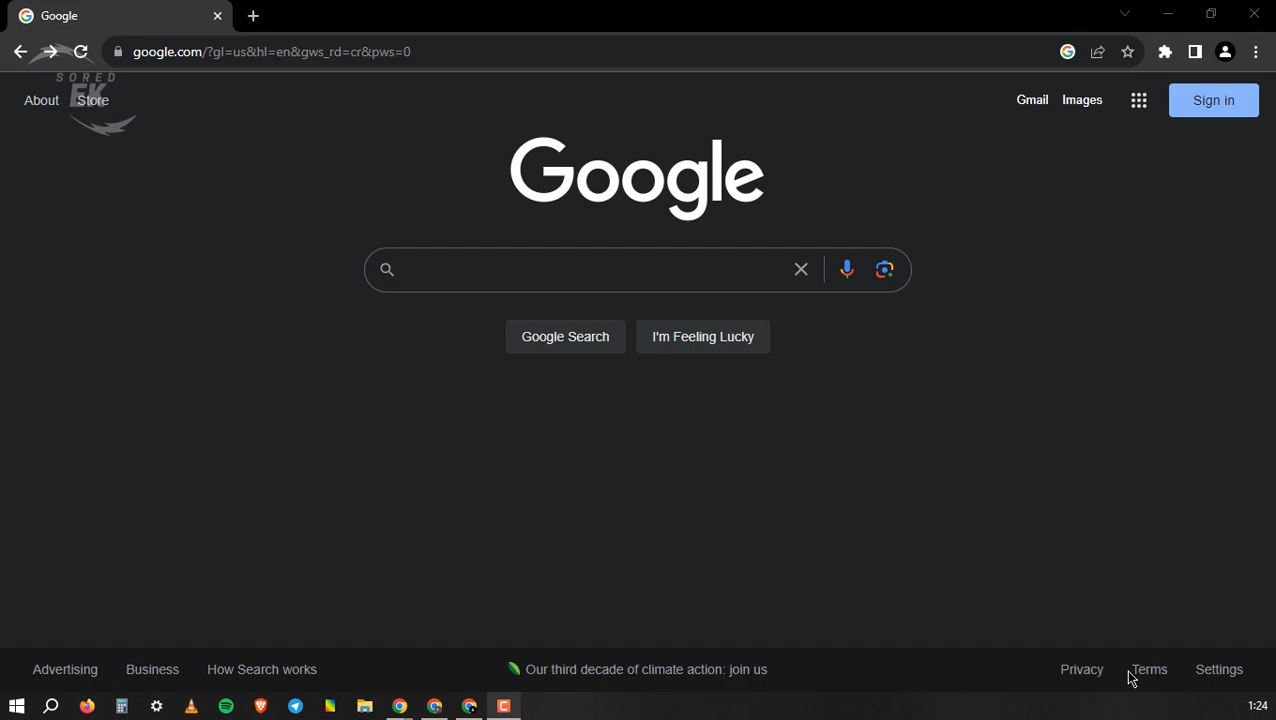 Google
google.com/?gl=us&hl=en&gws_rd=cr&pws=0
SORED
EK
About Store
Gmail Images Sign in
Google
Google Search I'm Feeling Lucky
Advertising Business How Search works Our third decade of climate action: join us Privacy Terms Settings
1:24